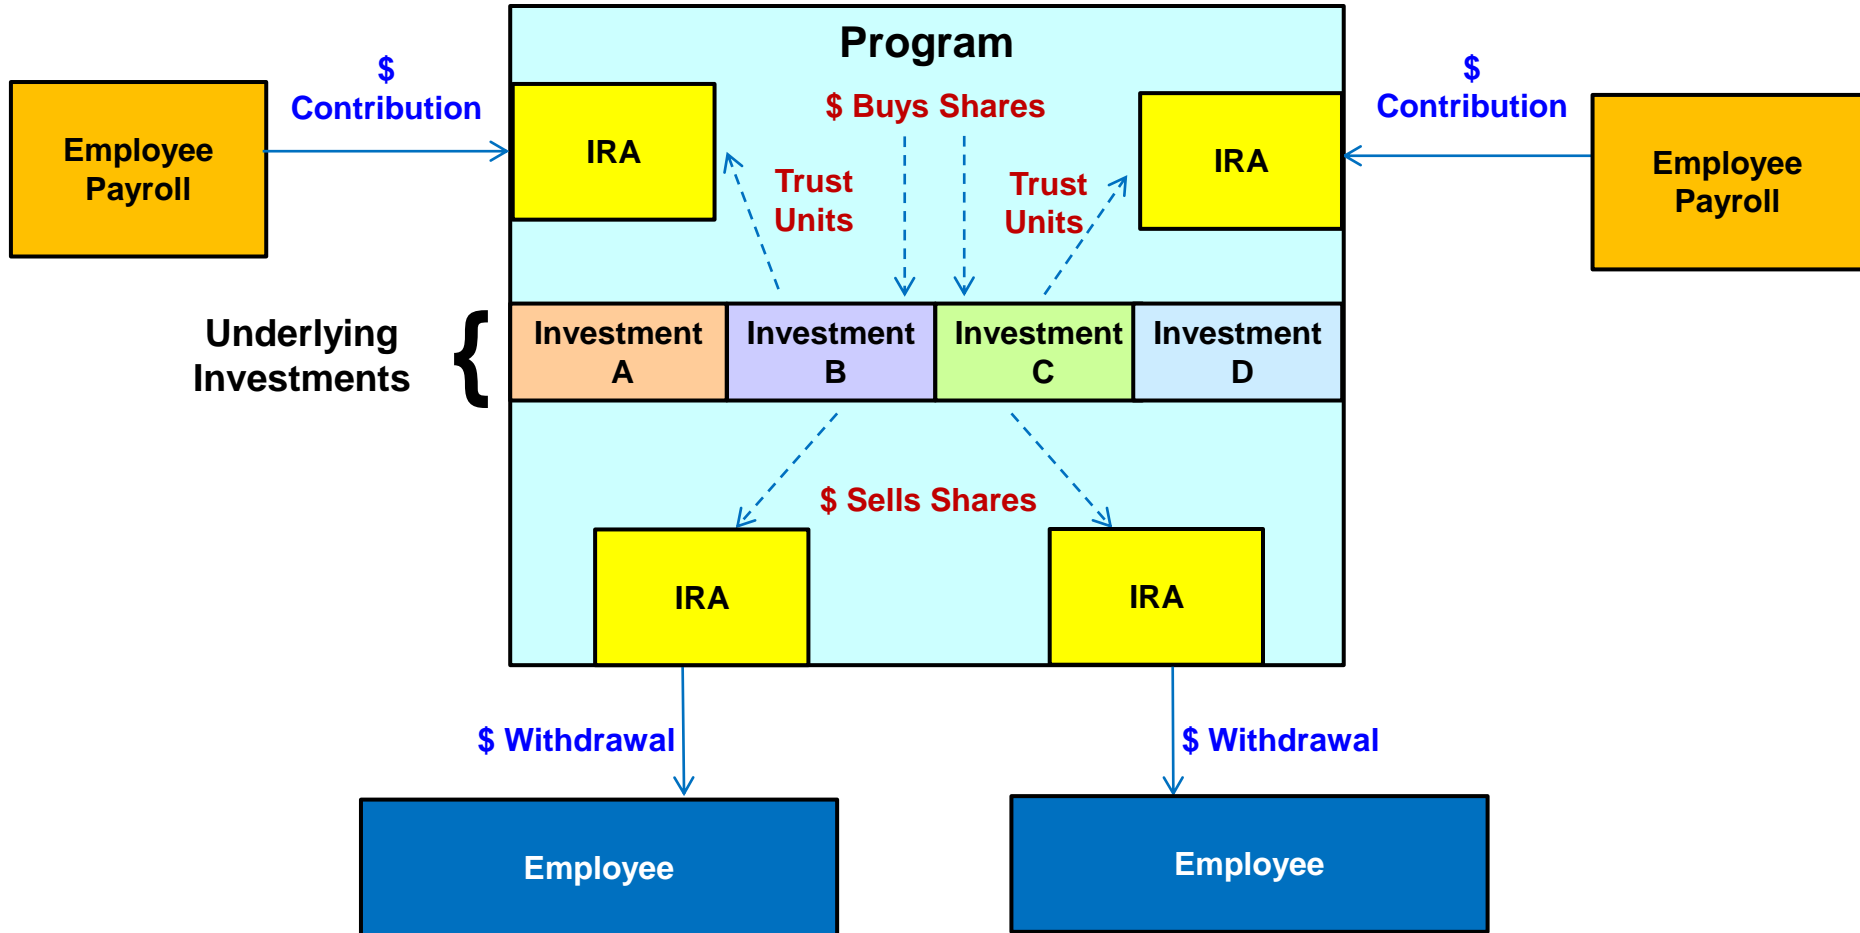 Program
$
Contribution
$
Contribution
Employee
Payroll
IRA
$ Buys Shares
IRA
Employee
Payroll
Trust
Units
Trust
Units
Underlying
Investments
{
Investment
A
Investment
B
Investment
C
Investment
D
$ Sells Shares
IRA
IRA
$ Withdrawal
$ Withdrawal
Employee
Employee